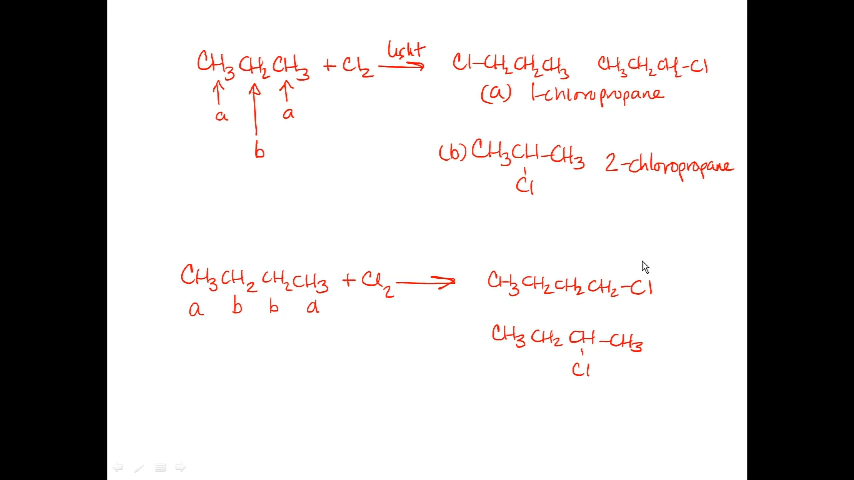 CH3CH2CH3 + Cl2 light Cl-CH2CH2CH3 CH3CH2CH2-Cl
a a (a) 1-chloropropane
b (b) CH3CH-CH3 2-chloropropane
Cl
CH3CH2CH2CH3 + Cl2 CH3CH2CH2CH2-Cl
a b b a
CH3CH2CH-CH3
Cl